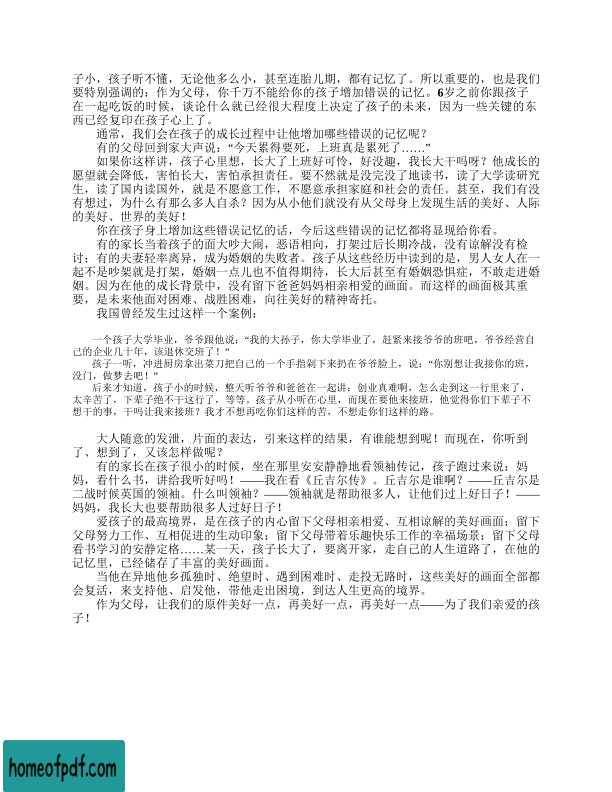 子小，孩子听不懂，无论他多么小，甚至连胎儿期，都有记忆了。所以重要的，也是我们
要特别强调的：作为父母，你千万不能给你的孩子增加错误的记忆。6岁之前你跟孩子
在一起吃饭的时候，谈论什么就已经很大程度上决定了孩子的未来，因为一些关键的东
西已经复印在孩子心上了。
通常，我们会在孩子的成长过程中让他增加哪些错误的记忆呢？
有的父母回到家大声说：“今天累得要死，上班真是累死了……”
如果你这样讲，孩子心里想，长大了上班好可怜，好没趣，我长大干吗呀？他成长的
愿望就会降低，害怕长大，害怕承担责任。要不然就是没完没了地读书，读了大学读研究
生，读了国内读国外，就是不愿意工作，不愿意承担家庭和社会的责任。甚至，我们有没
有想过，为什么有那么多人自杀？因为从小他们就没有从父母身上发现生活的美好、人际
的美好、世界的美好！
你在孩子身上增加这些错误记忆的话，今后这些错误的记忆都将显现给你看。
有的家长当着孩子的面大吵大闹，恶语相向，打架过后长期冷战，没有谅解没有检
讨；有的夫妻轻率离异，成为婚姻的失败者。孩子从这些经历中读到的是，男人女人在一
起不是吵架就是打架，婚姻一点儿也不值得期待，长大后甚至有婚姻恐惧症，不敢走进婚
姻。因为在他的成长背景中，没有留下爸爸妈妈相亲相爱的画面。而这样的画面极其重
要，是未来他面对困难、战胜困难，向往美好的精神寄托。
我国曾经发生过这样一个案例：
一个孩子大学毕业，爷爷跟他说：“我的大孙子，你大学毕业了，赶紧来接爷爷的班吧，爷爷经营自
己的企业几十年，该退休交班了！”
孩子一听，冲进厨房拿出菜刀把自己的一个手指剁下来扔在爷爷脸上，说：“你别想让我接你的班，
没门，做梦去吧！”
后来才知道，孩子小的时候，整天听爷爷和爸爸在一起讲：创业真难啊，怎么走到这一行里来了，
太辛苦了，下辈子绝不干这行了，等等。孩子从小听在心里，而现在要他来接班，他觉得你们下辈子不
想干的事，干吗让我来接班？我才不想再吃你们这样的苦，不想走你们这样的路。
大人随意的发泄，片面的表达，引来这样的结果，有谁能想到呢！而现在，你听到
了、想到了，又该怎样做呢？
有的家长在孩子很小的时候，坐在那里安安静静地看领袖传记，孩子跑过来说：妈
妈，看什么书，讲给我听好吗！——我在看《丘吉尔传》。丘吉尔是谁啊？——丘吉尔是
二战时候英国的领袖。什么叫领袖？——领袖就是帮助很多人，让他们过上好日子！——
妈妈，我长大也要帮助很多人过好日子！
爱孩子的最高境界，是在孩子的内心留下父母相亲相爱、互相谅解的美好画面；留下
父母努力工作、互相促进的生动印象；留下父母带着乐趣快乐工作的幸福场景；留下父母
看书学习的安静定格……某一天，孩子长大了，要离开家，走自己的人生道路了，在他的
记忆里，已经储存了丰富的美好画面。
当他在异地他乡孤独时、绝望时、遇到困难时、走投无路时，这些美好的画面全部都
会复活，来支持他、启发他，带他走出困境，到达人生更高的境界。
作为父母，让我们的原件美好一点，再美好一点，再美好一点——为了我们亲爱的孩
子！
homeofpdf.com